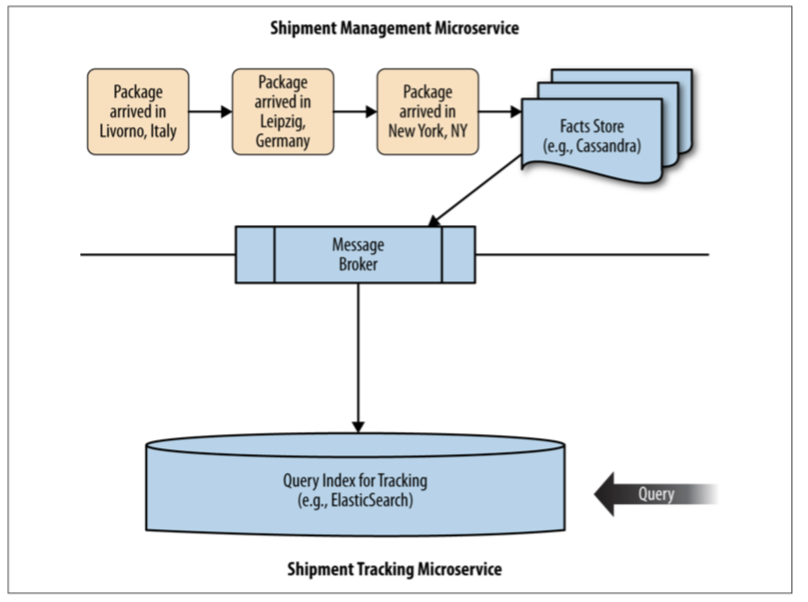 Shipment Management Microservice
Package
arrived in
Livorno, Italy
Package
arrived in
Leipzig,
Germany
Package
arrived in
New York, NY
Facts Store
(e.g., Cassandra)
Message
Broker
Query Index for Tracking
(e.g., ElasticSearch)
Query
Shipment Tracking Microservice